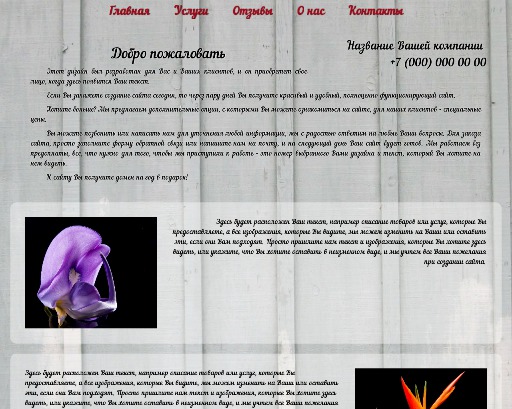 Главная Услуги Отзывы О нас Контакты
Название Вашей компании
+7 (000) 000 00 00
Добро пожаловать
Этот дизайн был разработан для Вас и Ваших клиентов, и он приобретет свое
лицо, когда здесь появится Ваш текст.
Если Вы закажете создание сайта сегодня, то через пару дней Вы получите красивый и удобный, полноценно функционирующий сайт.
Хотите больше? Мы предлагаем дополнительные опции, с которыми Вы можете ознакомиться на сайте, для наших клиентов - специальные
цены.
Вы можете позвонить или написать нам для уточнения любой информации, мы с радостью ответим на любые Ваши вопросы. Для заказа
сайта, просто заполните форму обратной связи или напишите нам на почту, и на следующий день Ваш сайт будет готов. Мы работаем без
предоплаты, все, что нужно для того, чтобы мы приступили к работе - это номер выбранного Вами дизайна и текст, который Вы хотите на
нем видеть.
К сайту Вы получите домен на год в подарок!
Здесь будет расположен Ваш текст, например описание товаров или услуг, которые Вы
предоставляете, а все изображения, которые Вы видите, мы можем изменить на Ваши или оставить
эти, если они Вам подходят. Просто пришлите нам текст и изображения, которые Вы хотите здесь
видеть, или укажите, что Вы хотите оставить в неизменном виде, и мы учтем все Ваши пожелания
при создании сайта.
Здесь будет расположен Ваш текст, например описание товаров или услуг, которые Вы
предоставляете, а все изображения, которые Вы видите, мы можем изменить на Ваши или оставить
эти, если они Вам подходят. Просто пришлите нам текст и изображения, которые Вы хотите здесь
видеть, или укажите, что Вы хотите оставить в неизменном виде, и мы учтем все Ваши пожелания